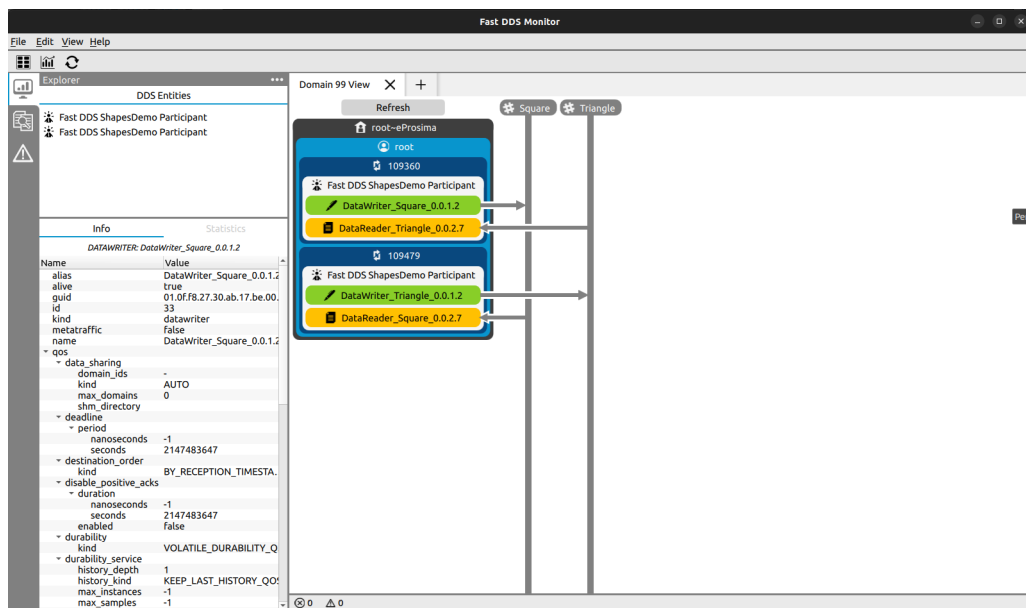 Fast DDS Monitor
File Edit View Help
Explorer
DDS Entities
Fast DDS ShapesDemo Participant
Fast DDS ShapesDemo Participant
Info Statistics
DATAWRITER: DataWriter_Square_0.0.1.2
Name Value
alias DataWriter_Square_0.0.1.2
alive true
guid 01.0f.f8.27.30.ab.17.be.00.
id 33
kind datawriter
metatraffic false
name DataWriter_Square_0.0.1.2
qos
data_sharing
domain_ids -
kind AUTO
max_domains 0
shm_directory
deadline
period
nanoseconds -1
seconds 2147483647
destination_order
kind BY_RECEPTION_TIMESTA.
disable_positive_acks
duration
nanoseconds -1
seconds 2147483647
enabled false
durability
kind VOLATILE_DURABILITY_Q
durability_service
history_depth 1
history_kind KEEP_LAST_HISTORY_QOS
max_instances -1
max_samples -1
Domain 99 View
Refresh
Square Triangle
root~eProsima
root
109360
Fast DDS ShapesDemo Participant
DataWriter_Square_0.0.1.2
DataReader_Triangle_0.0.2.7
109479
Fast DDS ShapesDemo Participant
DataWriter_Triangle_0.0.1.2
DataReader_Square_0.0.2.7
Pe
0 0